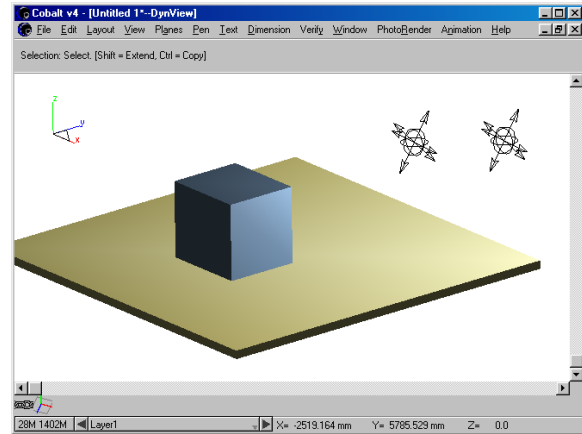 Cobalt v4 - [Untitled 1*--DynView]
File Edit Layout View Planes Pen Text Dimension Verify Window PhotoRender Animation Help
Selection: Select. [Shift = Extend, Ctrl = Copy]
z
y
x
28M 1402M Layer1 X= -2519.164 mm Y= 5785.529 mm Z= 0.0